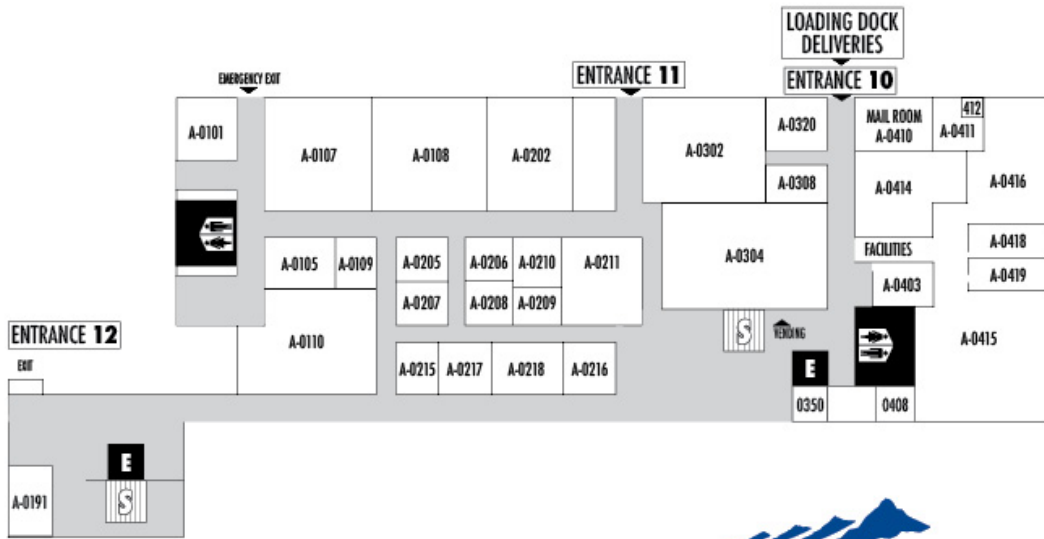 LOADING DOCK
DELIVERIES
EMERGENCY EXIT
ENTRANCE 11
ENTRANCE 10
A-0101
A-0107
A-0108
A-0202
A-0302
A-0320
MAIL ROOM
A-0410
412
A-0411
A-0308
A-0414
A-0416
A-0105
A-0109
A-0205
A-0206
A-0210
A-0211
A-0304
FACILITIES
A-0418
A-0419
A-0207
A-0208
A-0209
A-0403
ENTRANCE 12
EXIT
A-0110
S
VENDING
A-0415
A-0215
A-0217
A-0218
A-0216
E
0350
0408
E
S
A-0191